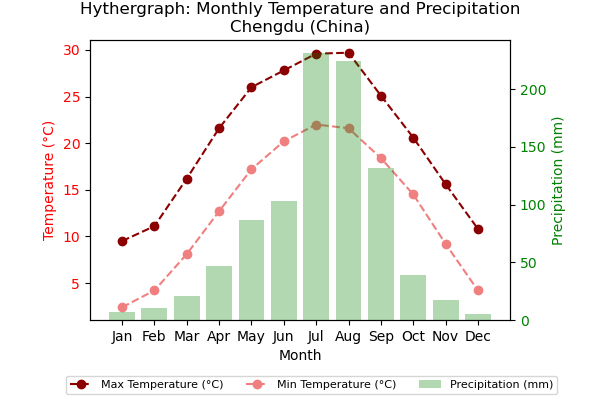 Hythergraph: Monthly Temperature and Precipitation
Chengdu (China)
Temperature (°C)
30
25
20
15
10
5
Precipitation (mm)
200
150
100
50
0
Jan Feb Mar Apr May Jun Jul Aug Sep Oct Nov Dec
Month
Max Temperature (°C) Min Temperature (°C) Precipitation (mm)